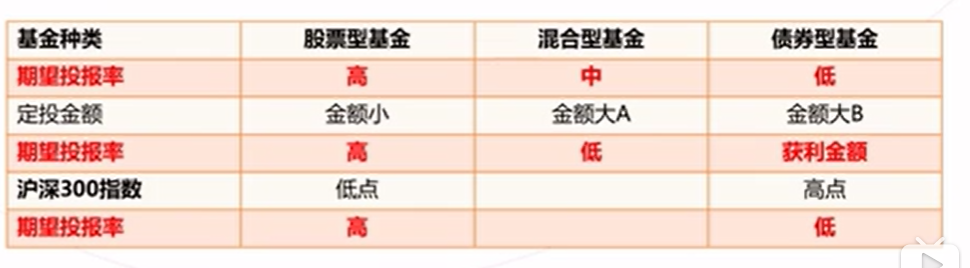 基金种类 股票型基金 混合型基金 债券型基金
期望投报率 高 中 低
定投金额 金额小 金额大A 金额大B
期望投报率 高 低 获利金额
沪深300指数 低点 高点
期望投报率 高 低